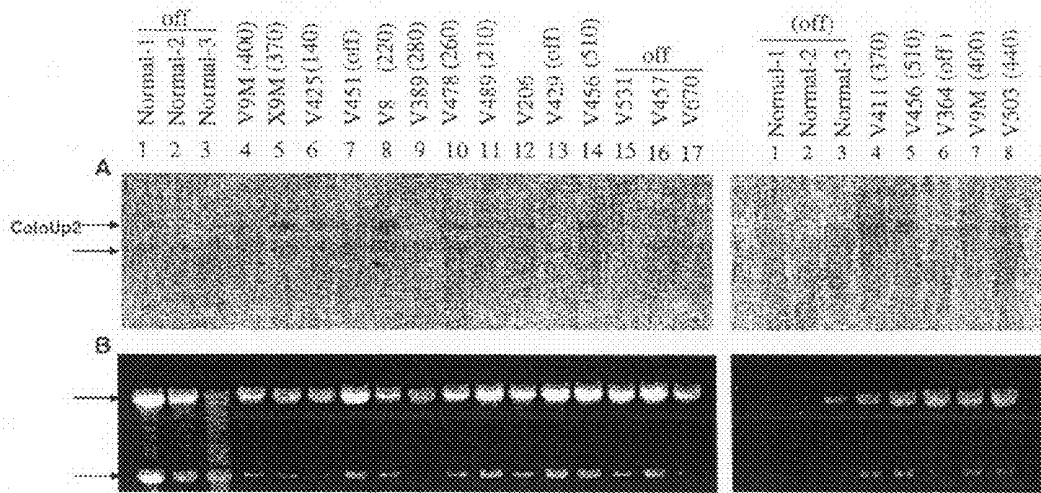 off
Normal-1
Normal-2
Normal-3
V9M (400)
X9M (370)
V425 (140)
V451 (off)
V8 (220)
V389 (280)
V478 (260)
V489 (210)
V206
V429 (off)
V456 (510)
off
V531
V457
V670
1 2 3 4 5 6 7 8 9 10 11 12 13 14 15 16 17
(off)
Normal-1
Normal-2
Normal-3
V411 (370)
V456 (510)
V364 (off)
V9M (400)
V503 (440)
1 2 3 4 5 6 7 8
A
ColoUp2
B